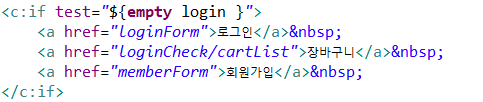 <c:if test="${empty login }">
<a href="loginForm">로그인</a>&nbsp;
<a href="loginCheck/cartList">장바구니</a>&nbsp;
<a href="memberForm">회원가입</a>&nbsp;
</c:if>